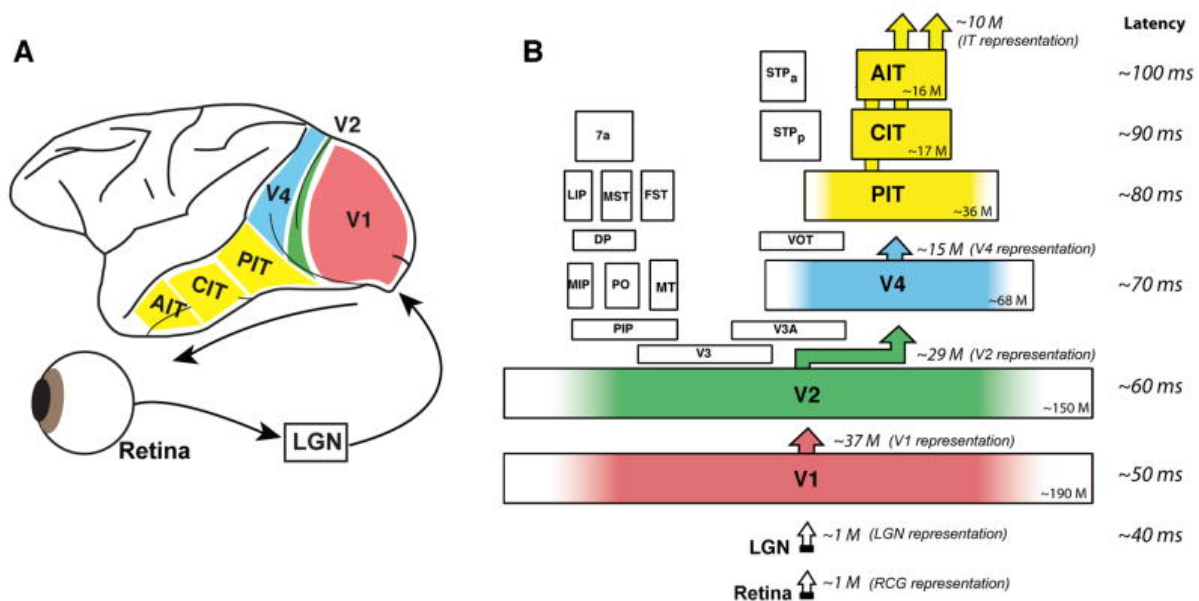 A
V2
V4
V1
PIT
CIT
AIT
Retina
LGN
B
Latency
~10 M
(IT representation)
STPa
AIT
~16 M
~100 ms
7a
STPp
CIT
~17 M
~90 ms
LIP MST FST
PIT
~36 M
~80 ms
DP
VOT
~15 M (V4 representation)
MIP PO MT
V4
~68 M
~70 ms
PIP
V3A
V3
~29 M (V2 representation)
V2
~150 M
~60 ms
~37 M (V1 representation)
V1
~190 M
~50 ms
LGN ~1 M (LGN representation)
~40 ms
Retina ~1 M (RCG representation)